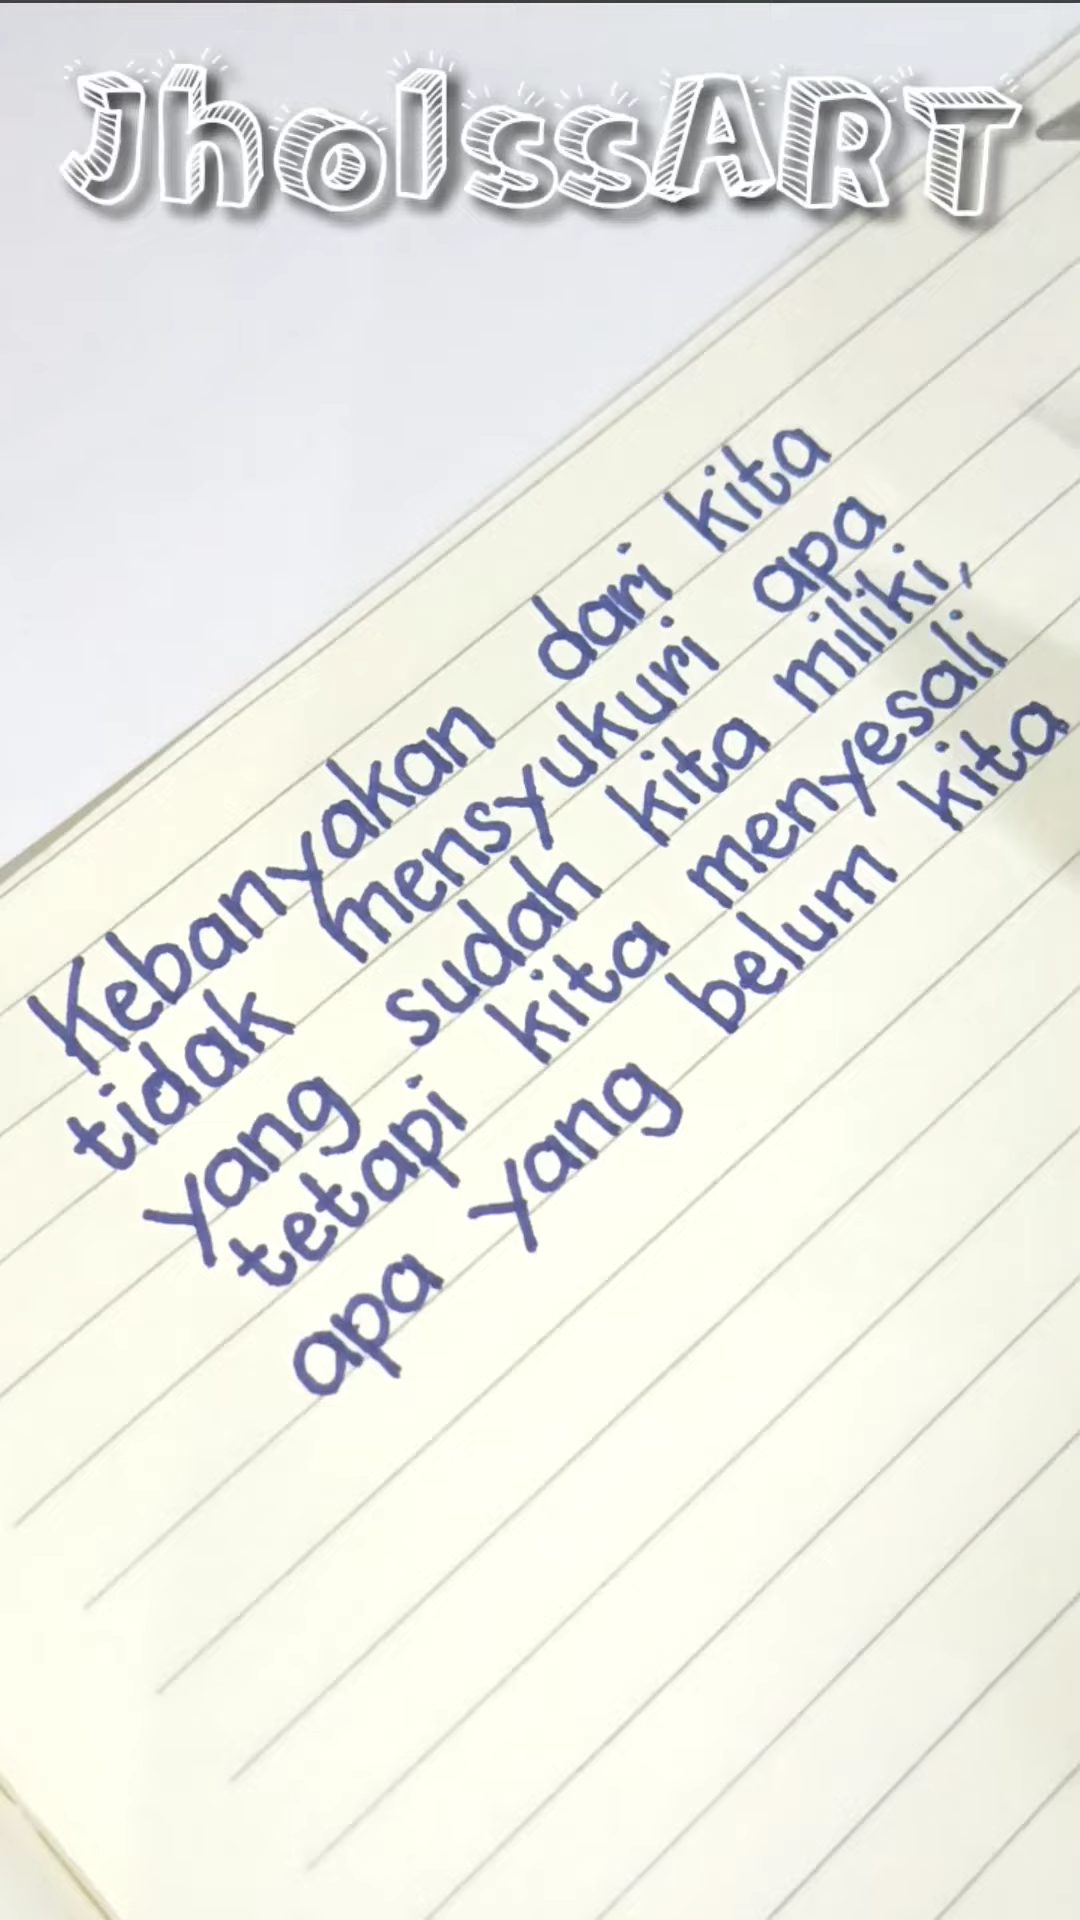 JholssART
Kebanyakan dari kita
tidak mensyukuri apa
yang sudah kita miliki,
tetapi kita menyesali
apa yang belum kita